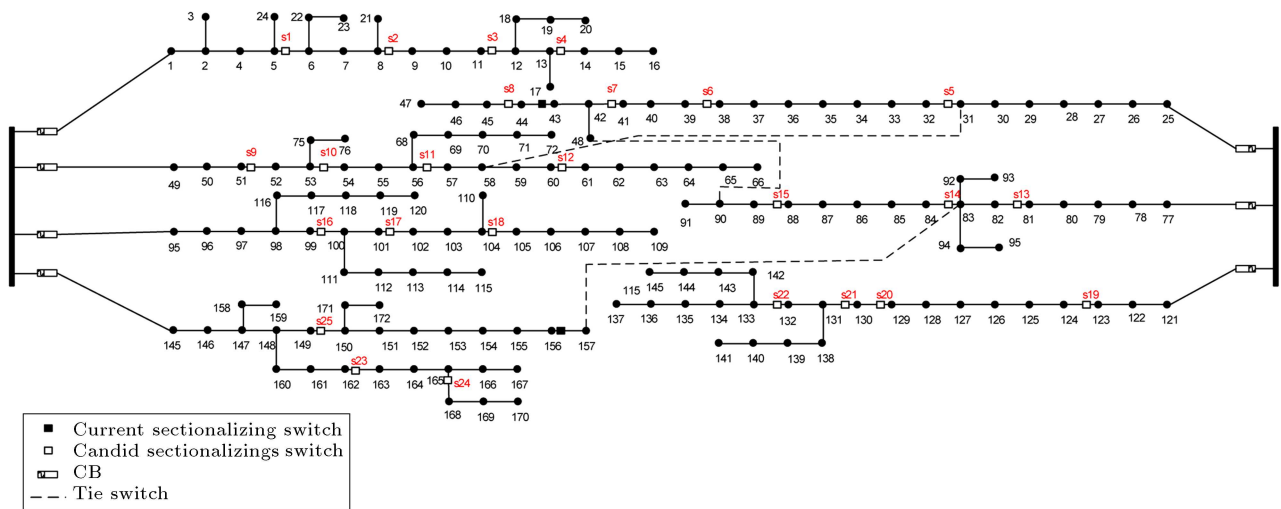 3 24 22 23 21 18 19 20
s1 s2 s3 s4
1 2 4 5 6 7 8 9 10 11 12 13 14 15 16
17
47 s8 s7 s6 s5
46 45 44 43 42 41 40 39 38 37 36 35 34 33 32 31 30 29 28 27 26 25
48
75 76 68 69 70 71 72
s9 s10 s11 s12
49 50 51 52 53 54 55 56 57 58 59 60 61 62 63 64 65 66
92 93
116 117 118 119 120 110
s15 s14 s13
91 90 89 88 87 86 85 84 83 82 81 80 79 78 77
94 95
s16 s17 s18
95 96 97 98 99 100 101 102 103 104 105 106 107 108 109
111 112 113 114 115
145 144 143 142
115
s22 s21 s20 s19
137 136 135 134 133 132 131 130 129 128 127 126 125 124 123 122 121
141 140 139 138
158 159 171 172
s25
145 146 147 148 149 150 151 152 153 154 155 156 157
s23
160 161 162 163 164 165 166 167
s24
168 169 170
Current sectionalizing switch
Candid sectionalizings switch
CB
Tie switch